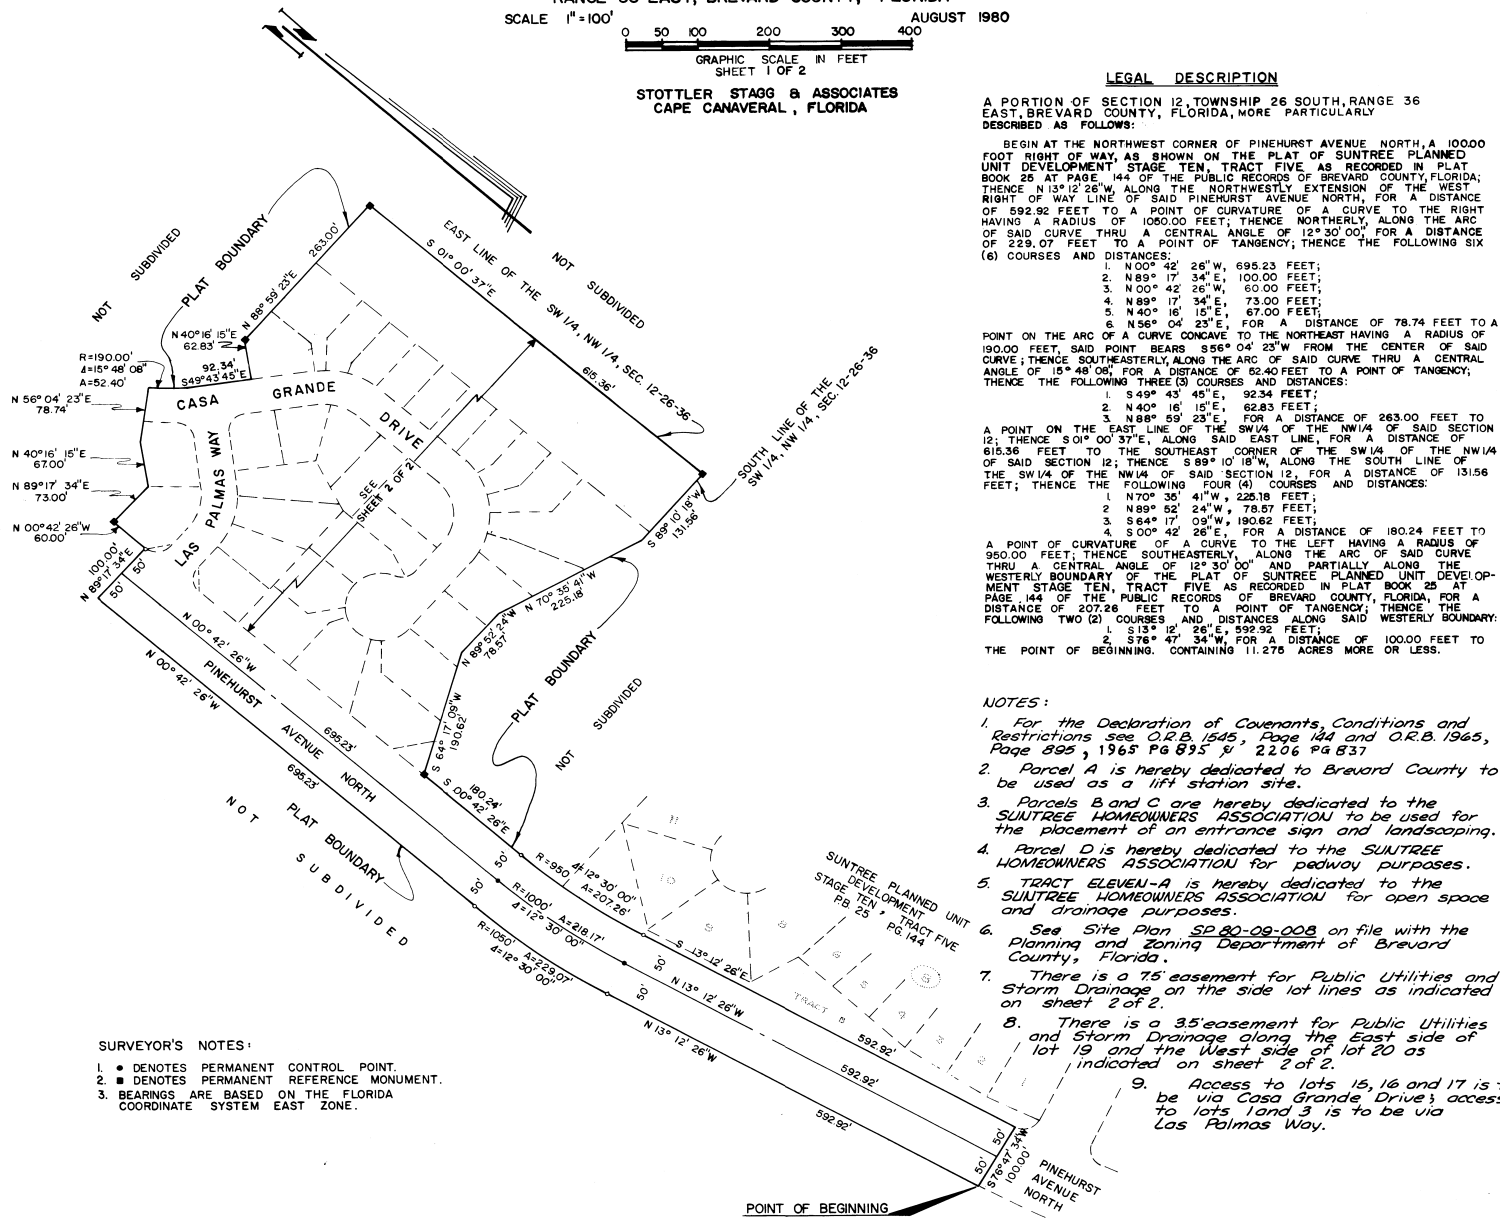 RANGE 36 EAST, BREVARD COUNTY, FLORIDA
SCALE 1" = 100'
AUGUST 1980
0 50 100 200 300 400
GRAPHIC SCALE IN FEET
SHEET 1 OF 2
STOTTLER STAGG & ASSOCIATES
CAPE CANAVERAL, FLORIDA
LEGAL DESCRIPTION
A PORTION OF SECTION 12, TOWNSHIP 26 SOUTH, RANGE 36
EAST, BREVARD COUNTY, FLORIDA, MORE PARTICULARLY
DESCRIBED AS FOLLOWS:
BEGIN AT THE NORTHWEST CORNER OF PINEHURST AVENUE NORTH, A 100.00
FOOT RIGHT OF WAY, AS SHOWN ON THE PLAT OF SUNTREE PLANNED
UNIT DEVELOPMENT STAGE TEN, TRACT FIVE AS RECORDED IN PLAT
BOOK 25 AT PAGE 144 OF THE PUBLIC RECORDS OF BREVARD COUNTY, FLORIDA;
THENCE N 13° 12' 26"W, ALONG THE NORTHWESTLY EXTENSION OF THE WEST
RIGHT OF WAY LINE OF SAID PINEHURST AVENUE NORTH, FOR A DISTANCE
OF 592.92 FEET TO A POINT OF CURVATURE OF A CURVE TO THE RIGHT
HAVING A RADIUS OF 1050.00 FEET; THENCE NORTHERLY, ALONG THE ARC
OF SAID CURVE THRU A CENTRAL ANGLE OF 12° 30' 00", FOR A DISTANCE
OF 229.07 FEET TO A POINT OF TANGENCY; THENCE THE FOLLOWING SIX
(6) COURSES AND DISTANCES:
1. N 00° 42' 26"W, 695.23 FEET;
2. N 89° 17' 34"E, 100.00 FEET;
3. N 00° 42' 26"W, 60.00 FEET;
4. N 89° 17' 34"E, 73.00 FEET;
5. N 40° 16' 15"E, 67.00 FEET;
6. N 56° 04' 23"E, FOR A DISTANCE OF 78.74 FEET TO A
POINT ON THE ARC OF A CURVE CONCAVE TO THE NORTHEAST HAVING A RADIUS OF
190.00 FEET, SAID POINT BEARS S 56° 04' 23"W FROM THE CENTER OF SAID
CURVE; THENCE SOUTHEASTERLY, ALONG THE ARC OF SAID CURVE THRU A CENTRAL
ANGLE OF 15° 48' 08", FOR A DISTANCE OF 52.40 FEET TO A POINT OF TANGENCY;
THENCE THE FOLLOWING THREE (3) COURSES AND DISTANCES:
1. S 49° 43' 45"E, 92.34 FEET;
2. N 40° 16' 15"E, 62.83 FEET;
3. N 88° 59' 23"E, FOR A DISTANCE OF 263.00 FEET TO
A POINT ON THE EAST LINE OF THE SW1/4 OF THE NW1/4 OF SAID SECTION
12; THENCE S 01° 00' 37"E, ALONG SAID EAST LINE, FOR A DISTANCE OF
615.36 FEET TO THE SOUTHEAST CORNER OF THE SW 1/4 OF THE NW 1/4
OF SAID SECTION 12; THENCE S 89° 10' 18"W, ALONG THE SOUTH LINE OF
THE SW 1/4 OF THE NW 1/4 OF SAID SECTION 12, FOR A DISTANCE OF 131.56
FEET; THENCE THE FOLLOWING FOUR (4) COURSES AND DISTANCES:
1. N 70° 35' 41"W, 225.18 FEET;
2. N 89° 52' 24"W, 78.57 FEET;
3. S 64° 17' 09"W, 190.62 FEET;
4. S 00° 42' 26"E, FOR A DISTANCE OF 180.24 FEET TO
A POINT OF CURVATURE OF A CURVE TO THE LEFT HAVING A RADIUS OF
950.00 FEET; THENCE SOUTHEASTERLY, ALONG THE ARC OF SAID CURVE
THRU A CENTRAL ANGLE OF 12° 30' 00" AND PARTIALLY ALONG THE
WESTERLY BOUNDARY OF THE PLAT OF SUNTREE PLANNED UNIT DEVELOP-
MENT STAGE TEN, TRACT FIVE AS RECORDED IN PLAT BOOK 25 AT
PAGE 144 OF THE PUBLIC RECORDS OF BREVARD COUNTY, FLORIDA, FOR A
DISTANCE OF 207.26 FEET TO A POINT OF TANGENCY; THENCE THE
FOLLOWING TWO (2) COURSES AND DISTANCES ALONG SAID WESTERLY BOUNDARY:
1. S 13° 12' 26"E, 592.92 FEET;
2. S 76° 47' 34"W, FOR A DISTANCE OF 100.00 FEET TO
THE POINT OF BEGINNING. CONTAINING 11.275 ACRES MORE OR LESS.
NOTES:
1. For the Declaration of Covenants, Conditions and
Restrictions see O.R.B. 1545, Page 144 and O.R.B. 1965,
Page 895, 1965 PG 895 & 2206 PG 837
2. Parcel A is hereby dedicated to Brevard County to
be used as a lift station site.
3. Parcels B and C are hereby dedicated to the
SUNTREE HOMEOWNERS ASSOCIATION to be used for
the placement of an entrance sign and landscaping.
4. Parcel D is hereby dedicated to the SUNTREE
HOMEOWNERS ASSOCIATION for pedway purposes.
5. TRACT ELEVEN-A is hereby dedicated to the
SUNTREE HOMEOWNERS ASSOCIATION for open space
and drainage purposes.
6. See Site Plan SP 80-09-008 on file with the
Planning and Zoning Department of Brevard
County, Florida.
7. There is a 7.5' easement for Public Utilities and
Storm Drainage on the side lot lines as indicated
on sheet 2 of 2.
8. There is a 3.5' easement for Public Utilities
and Storm Drainage along the East side of
lot 19 and the West side of lot 20 as
indicated on sheet 2 of 2.
9. Access to lots 15, 16 and 17 is
be via Casa Grande Drive; access
to lots 1 and 3 is to be via
Las Palmas Way.
NOT SUBDIVIDED
PLAT BOUNDARY
N 88° 59' 23"E 263.00'
EAST LINE OF THE SW 1/4, NW 1/4, SEC. 12-26-36
S 01° 00' 37"E
615.36'
NOT SUBDIVIDED
N 40° 16' 15"E
62.83'
R=190.00'
Δ=15° 48' 08"
A=52.40'
92.34'
S49°43'45"E
N 56° 04' 23"E
78.74'
N 40°16' 15"E
67.00'
N 89°17' 34"E
73.00'
N 00°42' 26"W
60.00'
100.00'
N 89°17' 34"E
50'
50'
CASA GRANDE DRIVE
LAS PALMAS WAY
SEE
SHEET 2 OF 2
SOUTH LINE OF THE
SW 1/4, NW 1/4, SEC. 12-26-36
S 89° 10' 18"W
131.56'
N 70° 35' 41"W
225.18'
N 89° 52' 24"W
78.57'
S 64° 17' 09"W
190.62'
PLAT BOUNDARY
NOT SUBDIVIDED
180.24'
S 00° 42' 26"E
N 00° 42' 26"W
695.23'
PINEHURST AVENUE NORTH
N 00° 42' 26"W
695.23'
PLAT BOUNDARY
NOT SUBDIVIDED
50'
50'
R=950' Δ=12° 30' 00"
A=207.26'
R=1000' A=218.17'
Δ=12° 30' 00"
R=1050' A=229.07'
Δ=12° 30' 00"
SUNTREE PLANNED UNIT
DEVELOPMENT
STAGE TEN, TRACT FIVE
P.B. 25 PG. 144
11
10
TRACT B
S 13° 12' 26"E
592.92'
50'
N 13° 12' 26"W
592.92'
50'
N 13° 12' 26"W
592.92'
50'
50'
S 76° 47' 34"W
100.00'
PINEHURST
AVENUE
NORTH
POINT OF BEGINNING
SURVEYOR'S NOTES:
1. ● DENOTES PERMANENT CONTROL POINT.
2. ■ DENOTES PERMANENT REFERENCE MONUMENT.
3. BEARINGS ARE BASED ON THE FLORIDA
COORDINATE SYSTEM EAST ZONE.